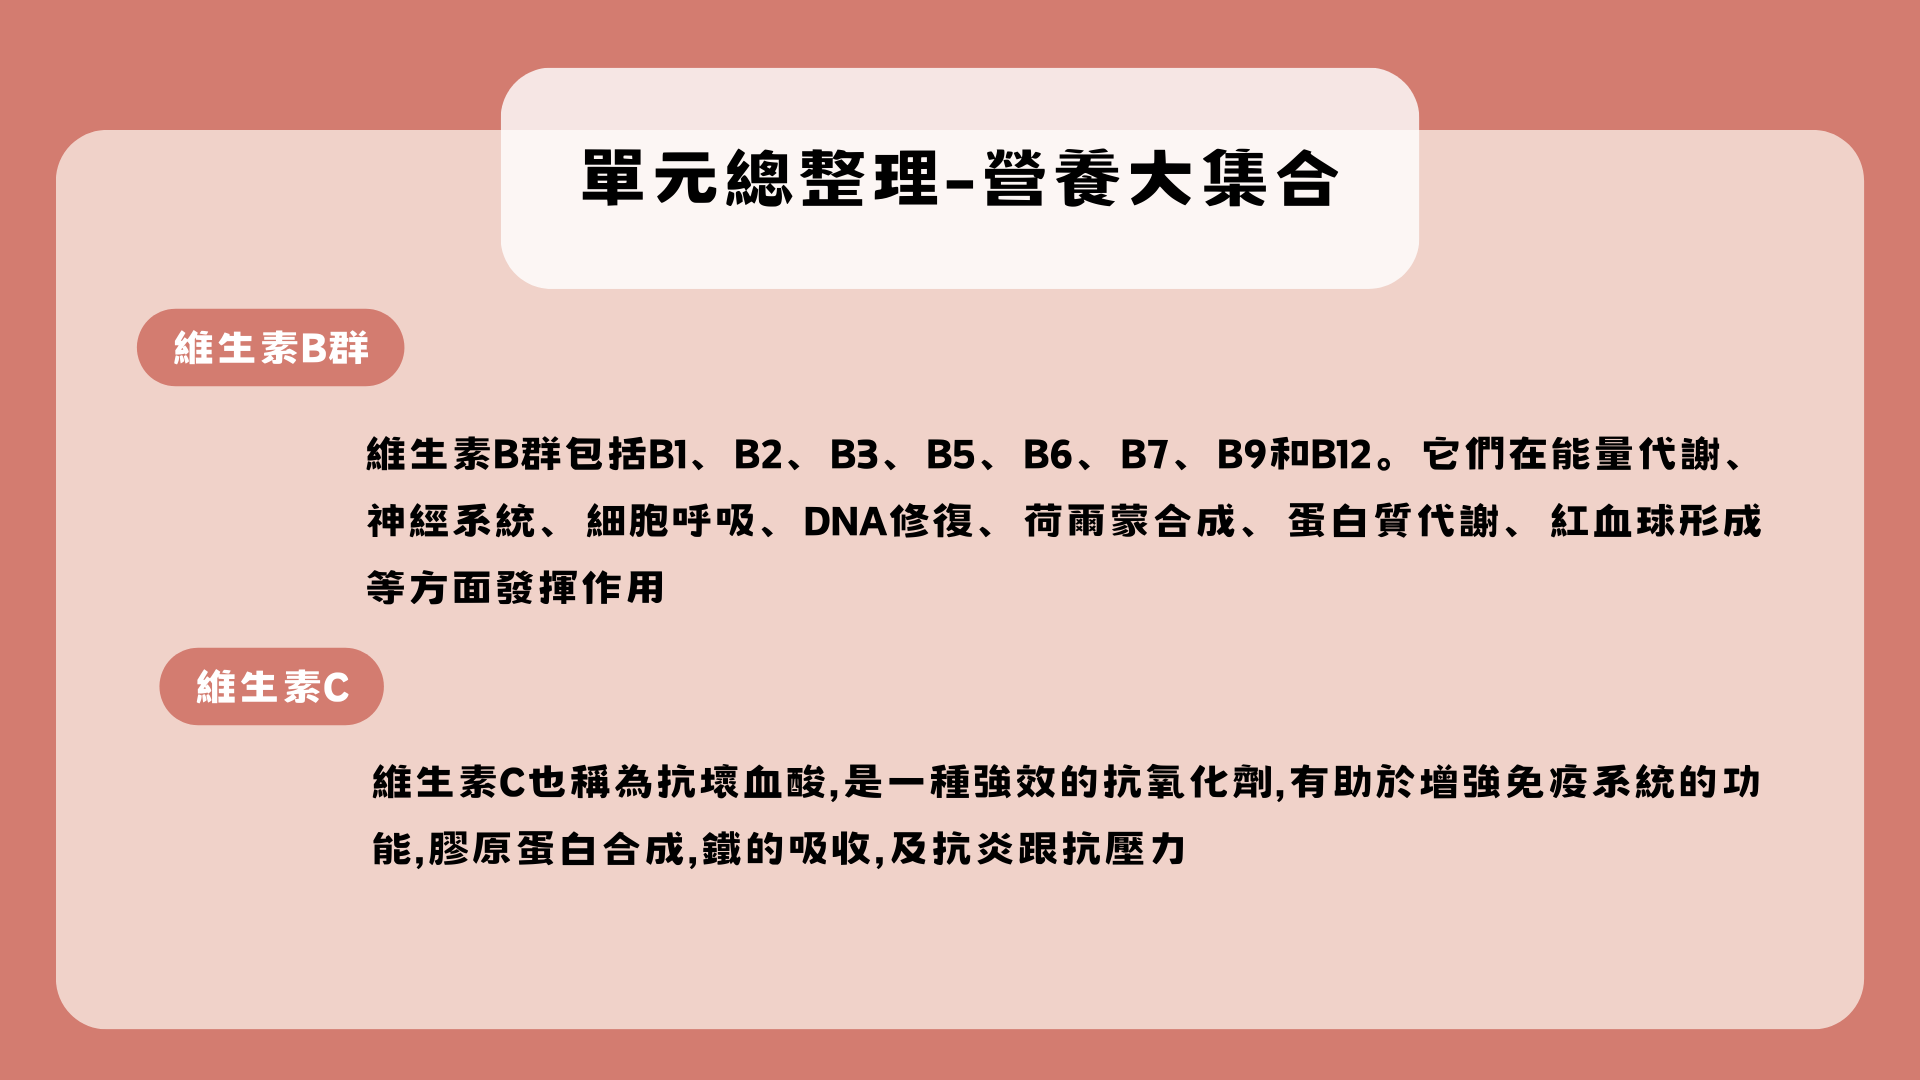 單元總整理-營養大集合
維生素B群
維生素B群包括B1、B2、B3、B5、B6、B7、B9和B12。它們在能量代謝、
神經系統、細胞呼吸、DNA修復、荷爾蒙合成、蛋白質代謝、紅血球形成
等方面發揮作用
維生素C
維生素C也稱為抗壞血酸,是一種強效的抗氧化劑,有助於增強免疫系統的功
能,膠原蛋白合成,鐵的吸收,及抗炎跟抗壓力